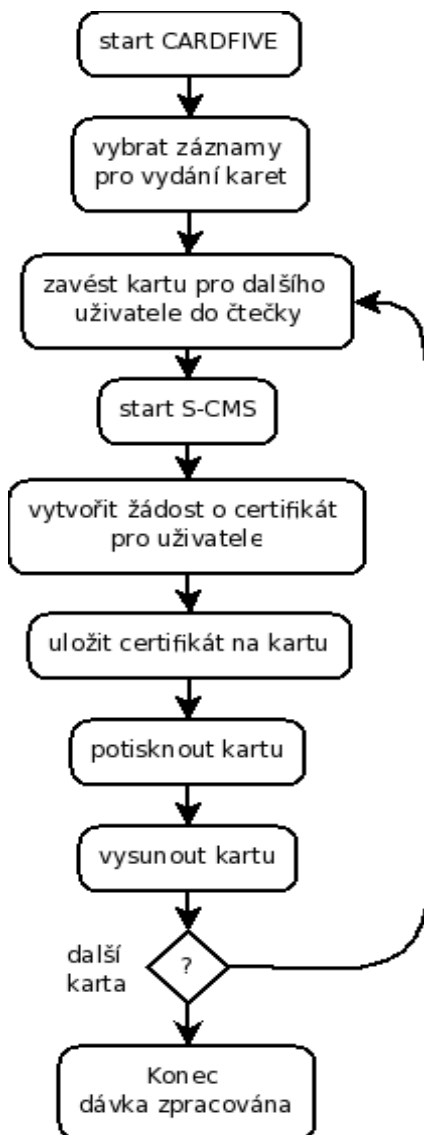 start CARDFIVE
vybrat záznamy
pro vydání karet
zavést kartu pro dalšího
uživatele do čtečky
start S-CMS
vytvořit žádost o certifikát
pro uživatele
uložit certifikát na kartu
potisknout kartu
vysunout kartu
další
karta
?
Konec
dávka zpracována